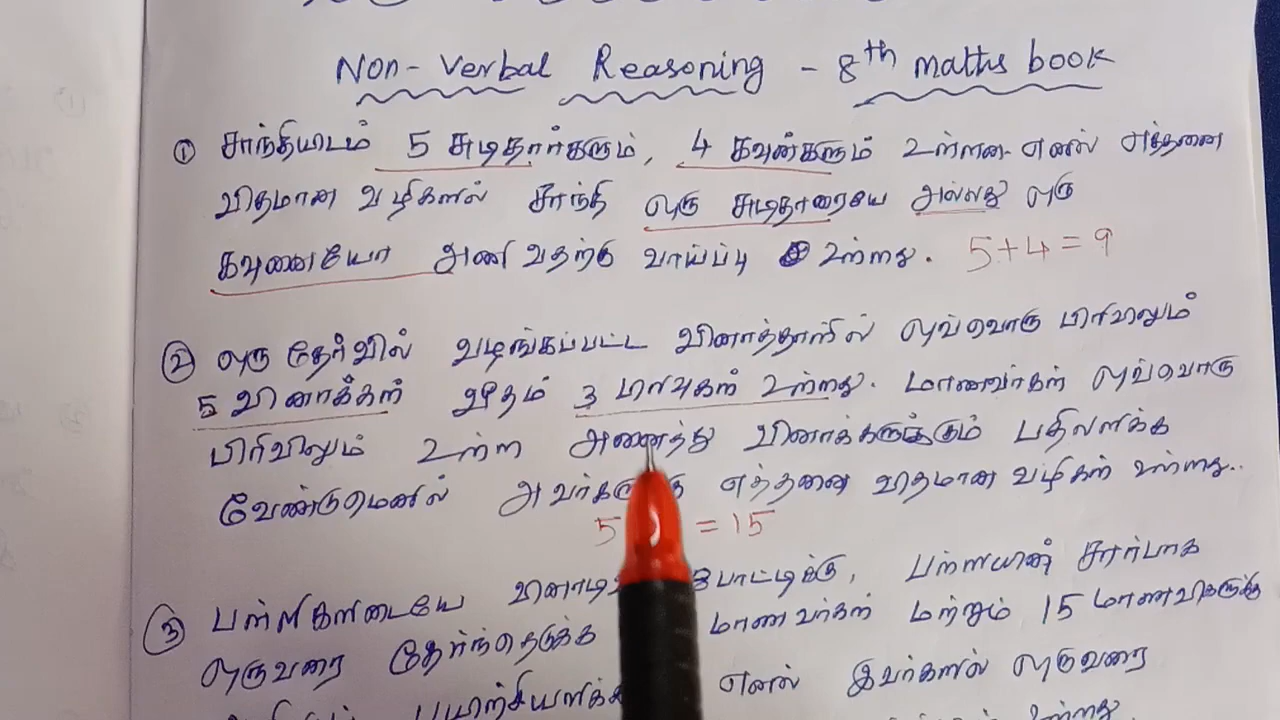 Non-Verbal Reasoning - 8th maths book
① சாந்தியிடம் 5 சுடிதார்களும், 4 கவுன்களும் உள்ளன எனில் எத்தனை
விதமான வழிகளில் சாந்தி ஒரு சுடிதாரையே அல்லது ஒரு
கவுனையோ அணிவதற்கு வாய்ப்பு உள்ளது. 5+4=9
② ஒரு தேர்வில் வழங்கப்பட்ட வினாத்தாளில் ஒவ்வொரு பிரிவிலும்
5 வினாக்கள் வீதம் 3 பிரிவுகள் உள்ளது. மாணவர்கள் ஒவ்வொரு
பிரிவிலும் உள்ள அனைத்து வினாக்களுக்கும் பதிலளிக்க
வேண்டுமெனில் எத்தனை விதமான வழிகள் உள்ளது..
5 = 15
③ பள்ளிகளிடையே போட்டிக்கு, பள்ளியின் சார்பாக
ஒருவரை தேர்ந்தெடுக்க மாணவர்கள் மற்றும் 15 மாணவிகளுக்கு
எனில் இவர்களில் ஒருவரை
உள்ளது